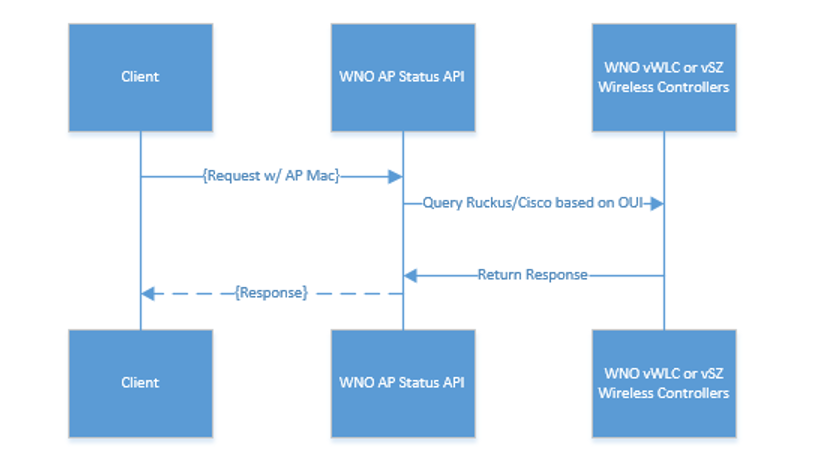 Client
WNO AP Status API
WNO vWLC or vSZ
Wireless Controllers
{Request w/ AP Mac}
Query Ruckus/Cisco based on OUI
Return Response
{Response}
Client
WNO AP Status API
WNO vWLC or vSZ
Wireless Controllers